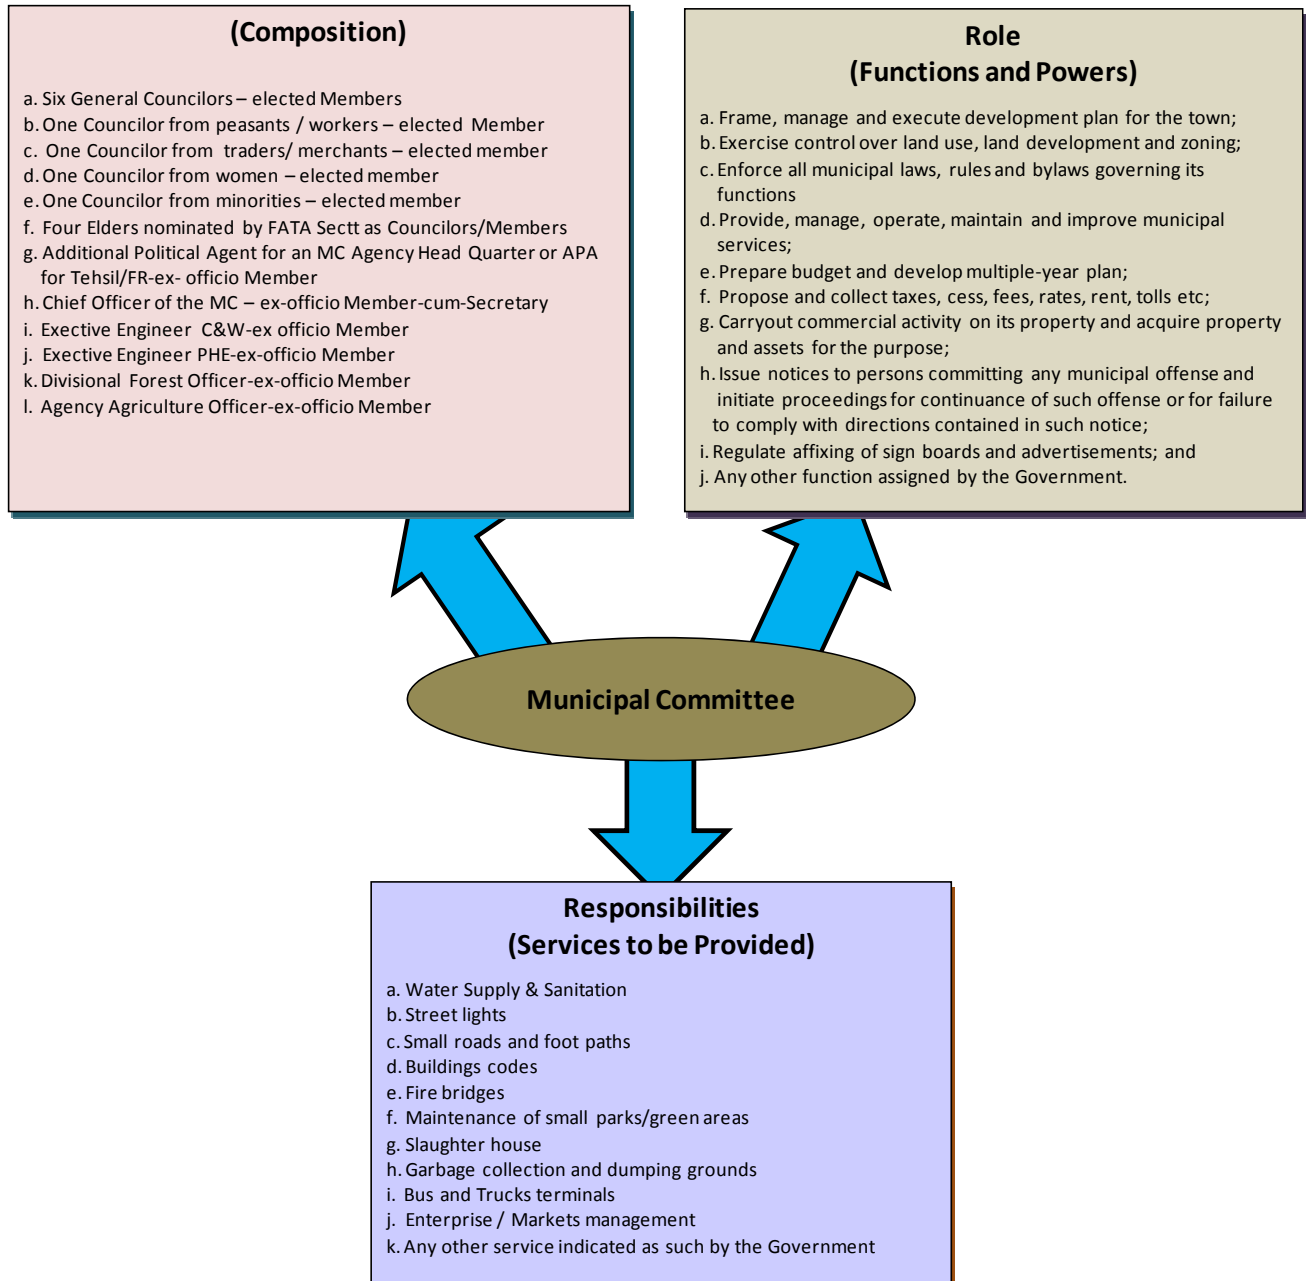 (Composition)
a. Six General Councilors – elected Members
b. One Councilor from peasants / workers – elected Member
c. One Councilor from traders/ merchants – elected member
d. One Councilor from women – elected member
e. One Councilor from minorities – elected member
f. Four Elders nominated by FATA Sectt as Councilors/Members
g. Additional Political Agent for an MC Agency Head Quarter or APA
for Tehsil/FR-ex- officio Member
h. Chief Officer of the MC – ex-officio Member-cum-Secretary
i. Exective Engineer C&W-ex officio Member
j. Exective Engineer PHE-ex-officio Member
k. Divisional Forest Officer-ex-officio Member
l. Agency Agriculture Officer-ex-officio Member
Role
(Functions and Powers)
a. Frame, manage and execute development plan for the town;
b. Exercise control over land use, land development and zoning;
c. Enforce all municipal laws, rules and bylaws governing its
functions
d. Provide, manage, operate, maintain and improve municipal
services;
e. Prepare budget and develop multiple-year plan;
f. Propose and collect taxes, cess, fees, rates, rent, tolls etc;
g. Carryout commercial activity on its property and acquire property
and assets for the purpose;
h. Issue notices to persons committing any municipal offense and
initiate proceedings for continuance of such offense or for failure
to comply with directions contained in such notice;
i. Regulate affixing of sign boards and advertisements; and
j. Any other function assigned by the Government.
Municipal Committee
Responsibilities
(Services to be Provided)
a. Water Supply & Sanitation
b. Street lights
c. Small roads and foot paths
d. Buildings codes
e. Fire bridges
f. Maintenance of small parks/green areas
g. Slaughter house
h. Garbage collection and dumping grounds
i. Bus and Trucks terminals
j. Enterprise / Markets management
k. Any other service indicated as such by the Government